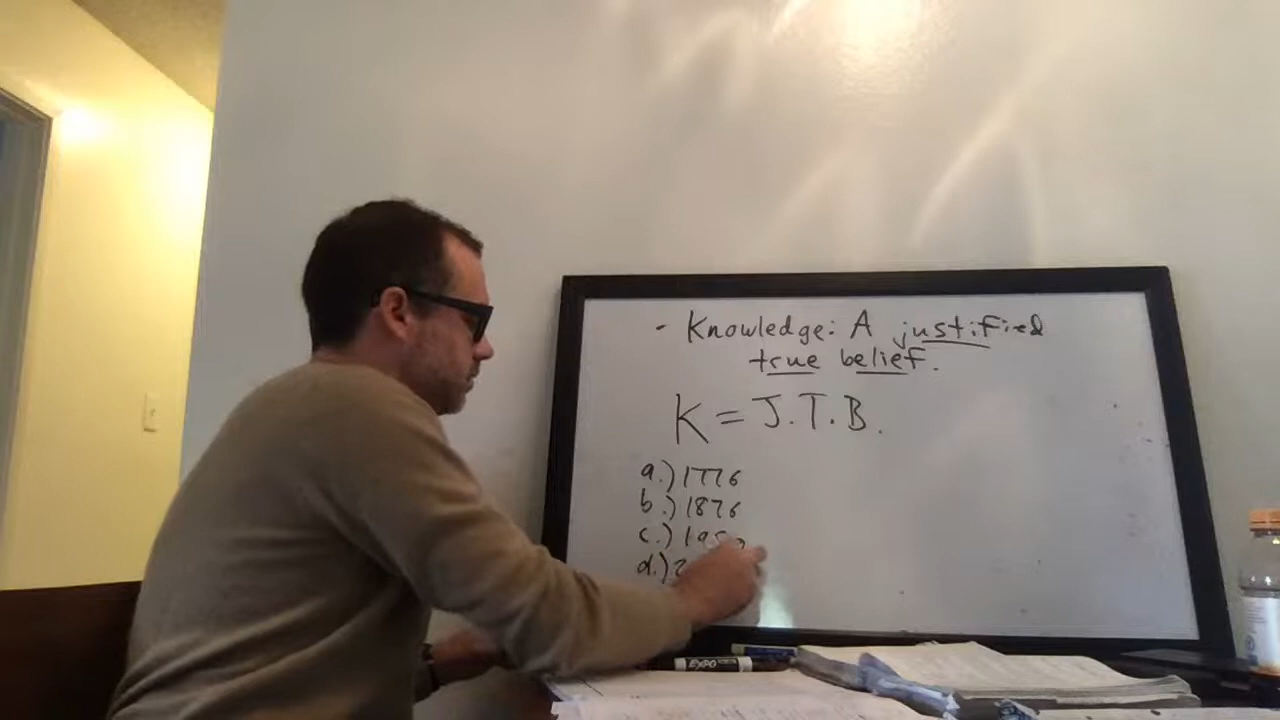 - Knowledge: A justified
true belief.
K = J.T.B.
a.) 1776
b.) 1876
c.)
d.)
EXPO